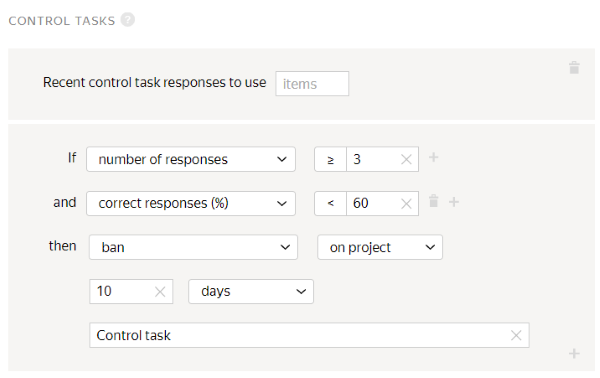 CONTROL TASKS ?
Recent control task responses to use items
If number of responses ≥ 3
and correct responses (%) < 60
then ban on project
10 days
Control task